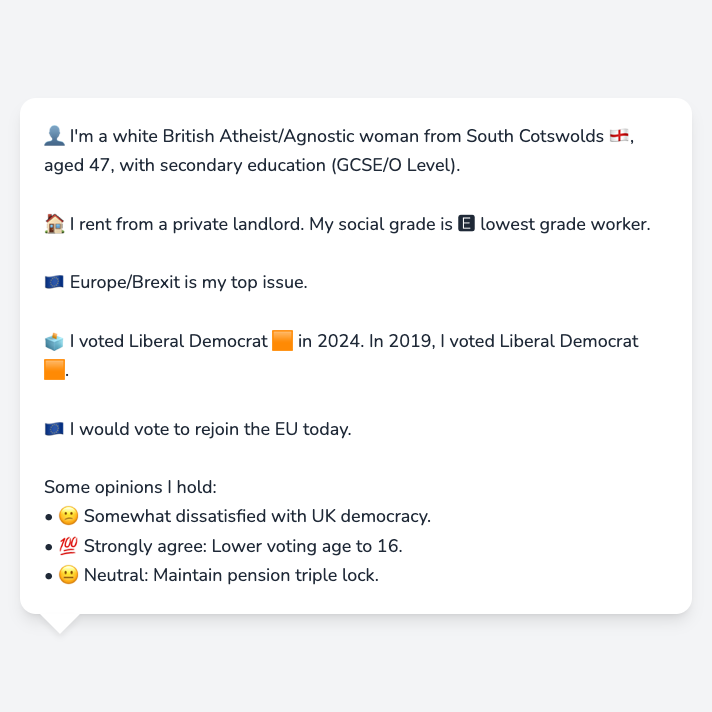 👤 I'm a white British Atheist/Agnostic woman from South Cotswolds 🏴󠁧󠁢󠁥󠁮󠁧󠁿,
aged 47, with secondary education (GCSE/O Level).
🏠 I rent from a private landlord. My social grade is 🅴 lowest grade worker.
🇪🇺 Europe/Brexit is my top issue.
🗳️ I voted Liberal Democrat 🟧 in 2024. In 2019, I voted Liberal Democrat
🟧.
🇪🇺 I would vote to rejoin the EU today.
Some opinions I hold:
• 😕 Somewhat dissatisfied with UK democracy.
• 💯 Strongly agree: Lower voting age to 16.
• 😐 Neutral: Maintain pension triple lock.